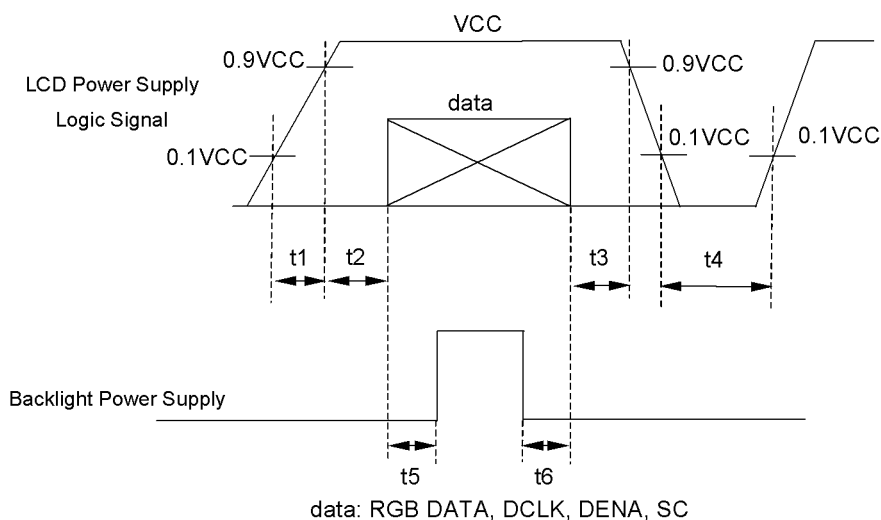 VCC
0.9VCC
0.9VCC
LCD Power Supply
Logic Signal
data
0.1VCC
0.1VCC
0.1VCC
t1
t2
t3
t4
Backlight Power Supply
t5
t6
data: RGB DATA, DCLK, DENA, SC